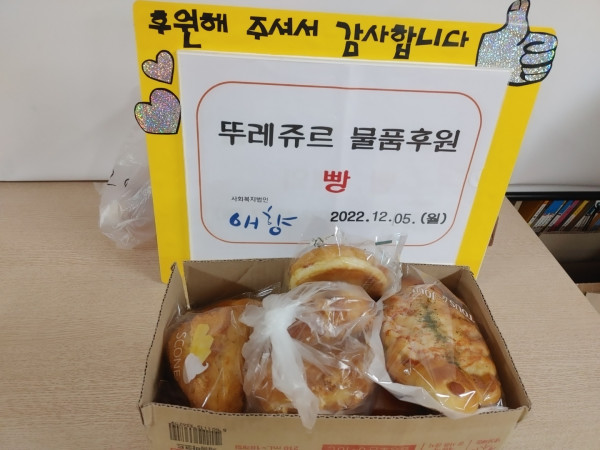 후원해 주셔서 감사합니다
뚜레쥬르 물품후원
빵
사회복지법인
애향 2022.12.05.(월)
SCONE